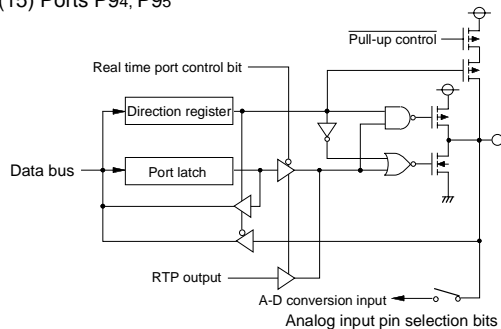 (15) Ports P94, P95
Pull-up control
Real time port control bit
Direction register
Data bus
Port latch
RTP output
A-D conversion input
Analog input pin selection bits